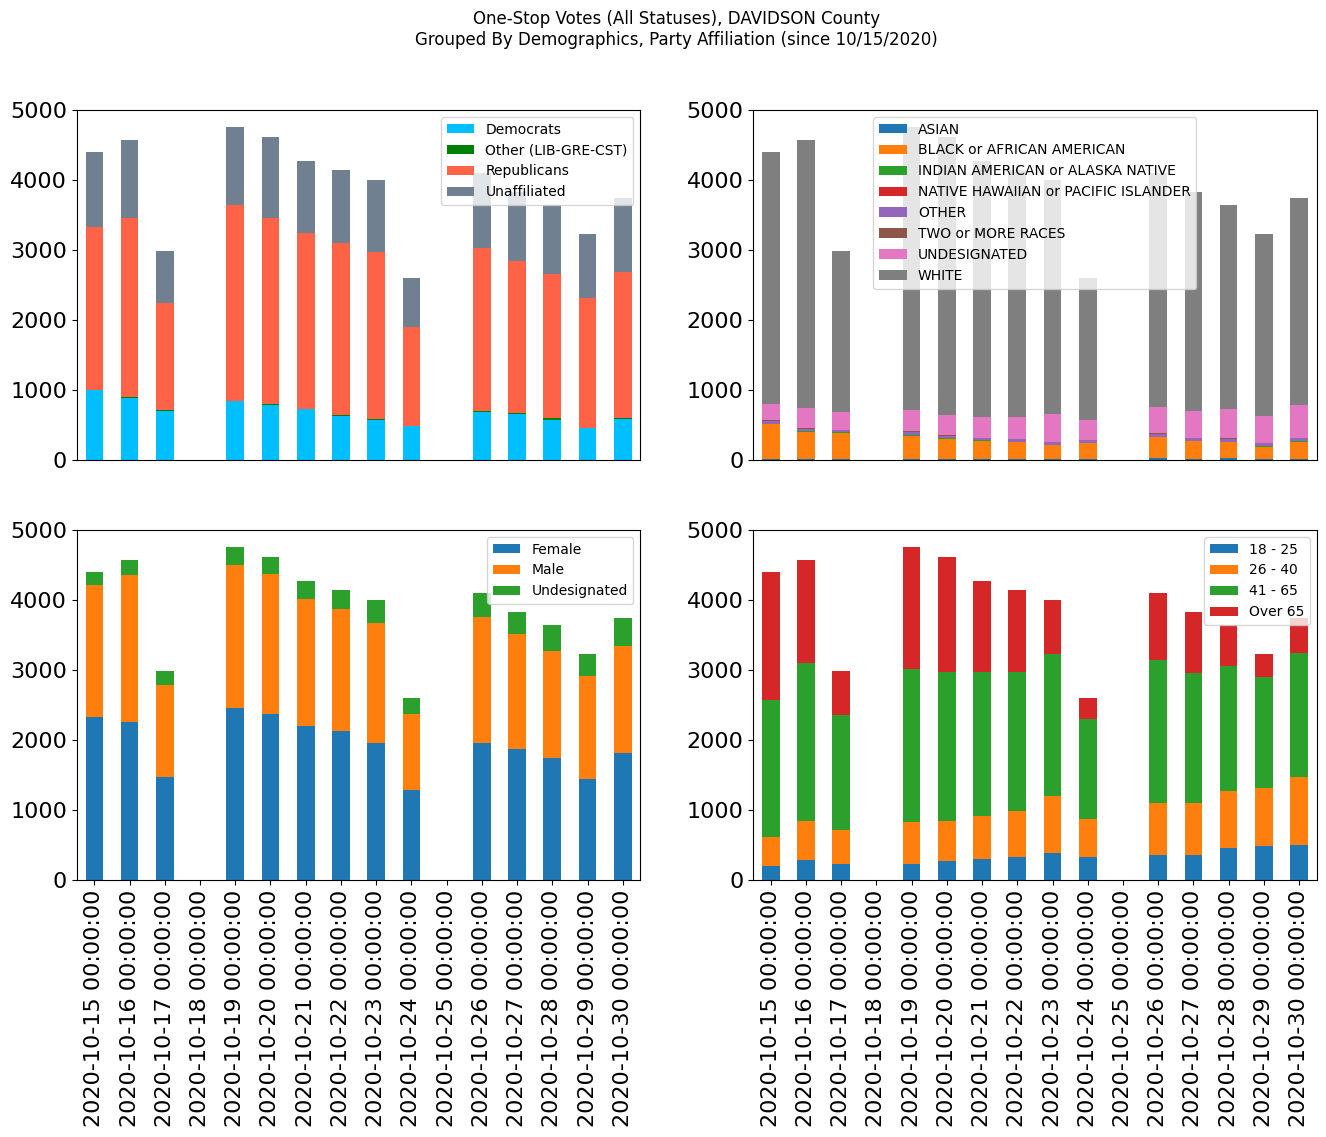 One-Stop Votes (All Statuses), DAVIDSON County
Grouped By Demographics, Party Affiliation (since 10/15/2020)
5000
4000
3000
2000
1000
0
Democrats
Other (LIB-GRE-CST)
Republicans
Unaffiliated
5000
4000
3000
2000
1000
0
ASIAN
BLACK or AFRICAN AMERICAN
INDIAN AMERICAN or ALASKA NATIVE
NATIVE HAWAIIAN or PACIFIC ISLANDER
OTHER
TWO or MORE RACES
UNDESIGNATED
WHITE
5000
4000
3000
2000
1000
0
Female
Male
Undesignated
2020-10-15 00:00:00
2020-10-16 00:00:00
2020-10-17 00:00:00
2020-10-18 00:00:00
2020-10-19 00:00:00
2020-10-20 00:00:00
2020-10-21 00:00:00
2020-10-22 00:00:00
2020-10-23 00:00:00
2020-10-24 00:00:00
2020-10-25 00:00:00
2020-10-26 00:00:00
2020-10-27 00:00:00
2020-10-28 00:00:00
2020-10-29 00:00:00
2020-10-30 00:00:00
5000
4000
3000
2000
1000
0
18 - 25
26 - 40
41 - 65
Over 65
2020-10-15 00:00:00
2020-10-16 00:00:00
2020-10-17 00:00:00
2020-10-18 00:00:00
2020-10-19 00:00:00
2020-10-20 00:00:00
2020-10-21 00:00:00
2020-10-22 00:00:00
2020-10-23 00:00:00
2020-10-24 00:00:00
2020-10-25 00:00:00
2020-10-26 00:00:00
2020-10-27 00:00:00
2020-10-28 00:00:00
2020-10-29 00:00:00
2020-10-30 00:00:00